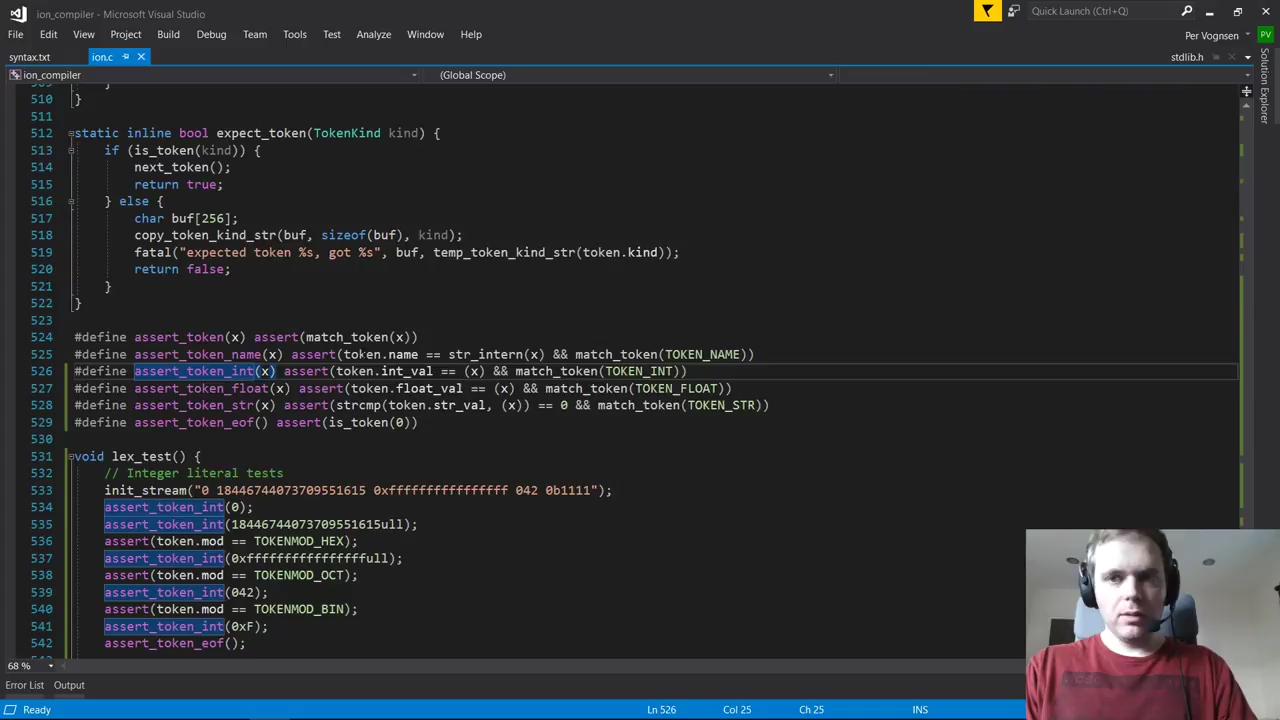 ion_compiler - Microsoft Visual Studio
Quick Launch (Ctrl+Q)
File Edit View Project Build Debug Team Tools Test Analyze Window Help
Per Vognsen PV
syntax.txt ion.c stdlib.h
ion_compiler (Global Scope)
Solution Explorer
510 }
511
512 static inline bool expect_token(TokenKind kind) {
513 if (is_token(kind)) {
514 next_token();
515 return true;
516 } else {
517 char buf[256];
518 copy_token_kind_str(buf, sizeof(buf), kind);
519 fatal("expected token %s, got %s", buf, temp_token_kind_str(token.kind));
520 return false;
521 }
522 }
523
524 #define assert_token(x) assert(match_token(x))
525 #define assert_token_name(x) assert(token.name == str_intern(x) && match_token(TOKEN_NAME))
526 #define assert_token_int(x) assert(token.int_val == (x) && match_token(TOKEN_INT))
527 #define assert_token_float(x) assert(token.float_val == (x) && match_token(TOKEN_FLOAT))
528 #define assert_token_str(x) assert(strcmp(token.str_val, (x)) == 0 && match_token(TOKEN_STR))
529 #define assert_token_eof() assert(is_token(0))
530
531 void lex_test() {
532 // Integer literal tests
533 init_stream("0 18446744073709551615 0xffffffffffffffff 042 0b1111");
534 assert_token_int(0);
535 assert_token_int(18446744073709551615ull);
536 assert(token.mod == TOKENMOD_HEX);
537 assert_token_int(0xffffffffffffffffull);
538 assert(token.mod == TOKENMOD_OCT);
539 assert_token_int(042);
540 assert(token.mod == TOKENMOD_BIN);
541 assert_token_int(0xF);
542 assert_token_eof();
68 %
Error List Output
Ready Ln 526 Col 25 Ch 25 INS